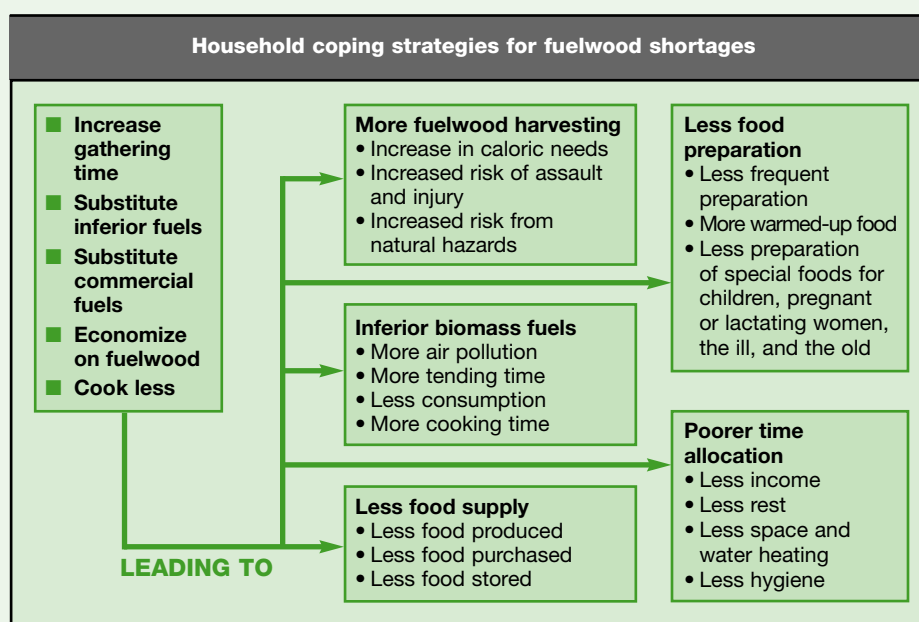 Household coping strategies for fuelwood shortages
■ Increase
gathering
time
■ Substitute
inferior fuels
■ Substitute
commercial
fuels
■ Economize
on fuelwood
■ Cook less
LEADING TO
More fuelwood harvesting
• Increase in caloric needs
• Increased risk of assault
and injury
• Increased risk from
natural hazards
Inferior biomass fuels
• More air pollution
• More tending time
• Less consumption
• More cooking time
Less food supply
• Less food produced
• Less food purchased
• Less food stored
Less food
preparation
• Less frequent
preparation
• More warmed-up food
• Less preparation
of special foods for
children, pregnant
or lactating women,
the ill, and the old
Poorer time
allocation
• Less income
• Less rest
• Less space and
water heating
• Less hygiene